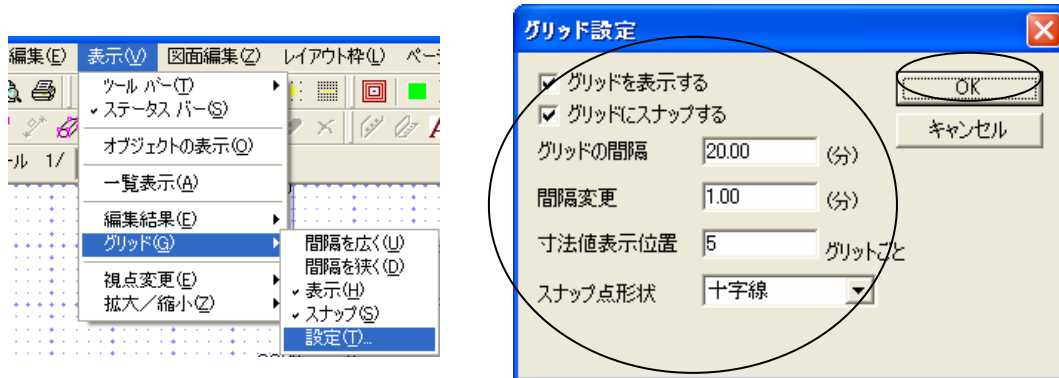 編集(E) 表示(V) 図面編集(Z) レイアウト枠(L) ペー
ツール バー(T)
ステータス バー(S)
ール 1/
オブジェクトの表示(O)
一覧表示(A)
編集結果(E)
グリッド(G)
視点変更(E)
拡大／縮小(Z)
間隔を広く(U)
間隔を狭く(D)
表示(H)
スナップ(S)
設定(T)...
グリッド設定
グリッドを表示する
グリッドにスナップする
グリッドの間隔 20.00 (分)
間隔変更 1.00 (分)
寸法値表示位置 5 グリットごと
スナップ点形状 十字線
OK
キャンセル